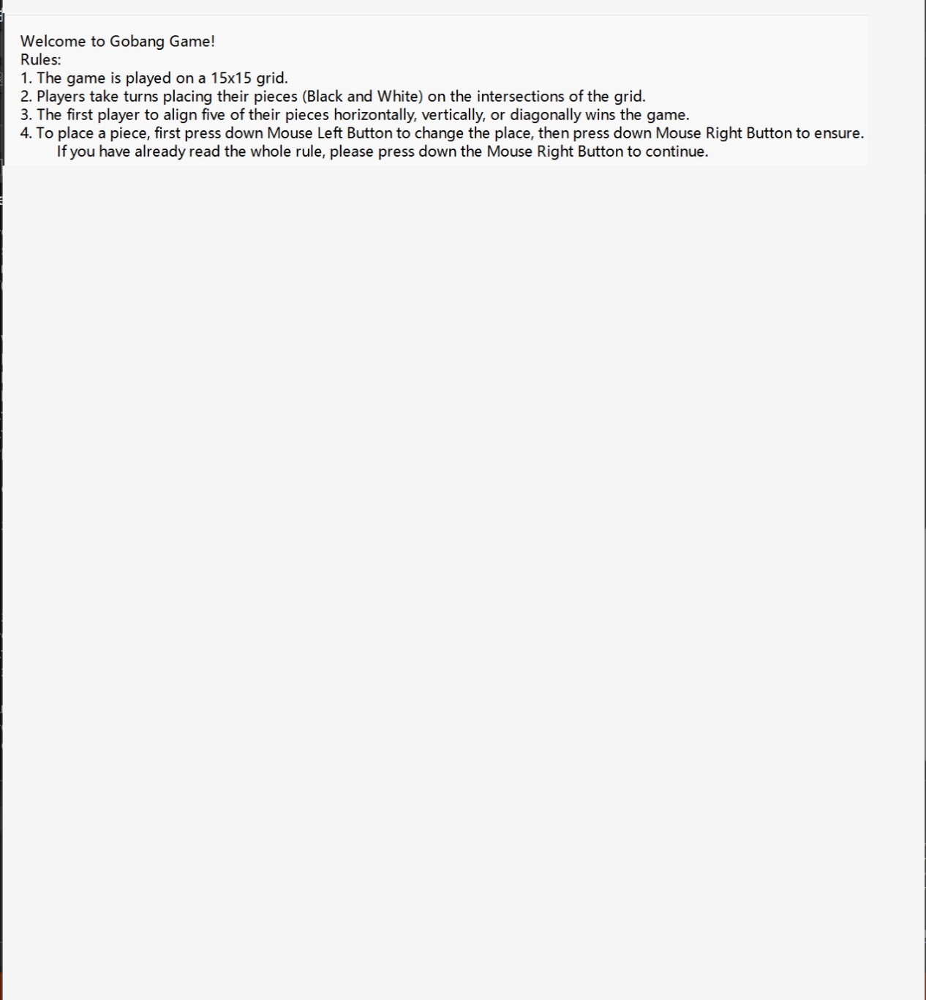 Welcome to Gobang Game!
Rules:
1. The game is played on a 15x15 grid.
2. Players take turns placing their pieces (Black and White) on the intersections of the grid.
3. The first player to align five of their pieces horizontally, vertically, or diagonally wins the game.
4. To place a piece, first press down Mouse Left Button to change the place, then press down Mouse Right Button to ensure.
If you have already read the whole rule, please press down the Mouse Right Button to continue.